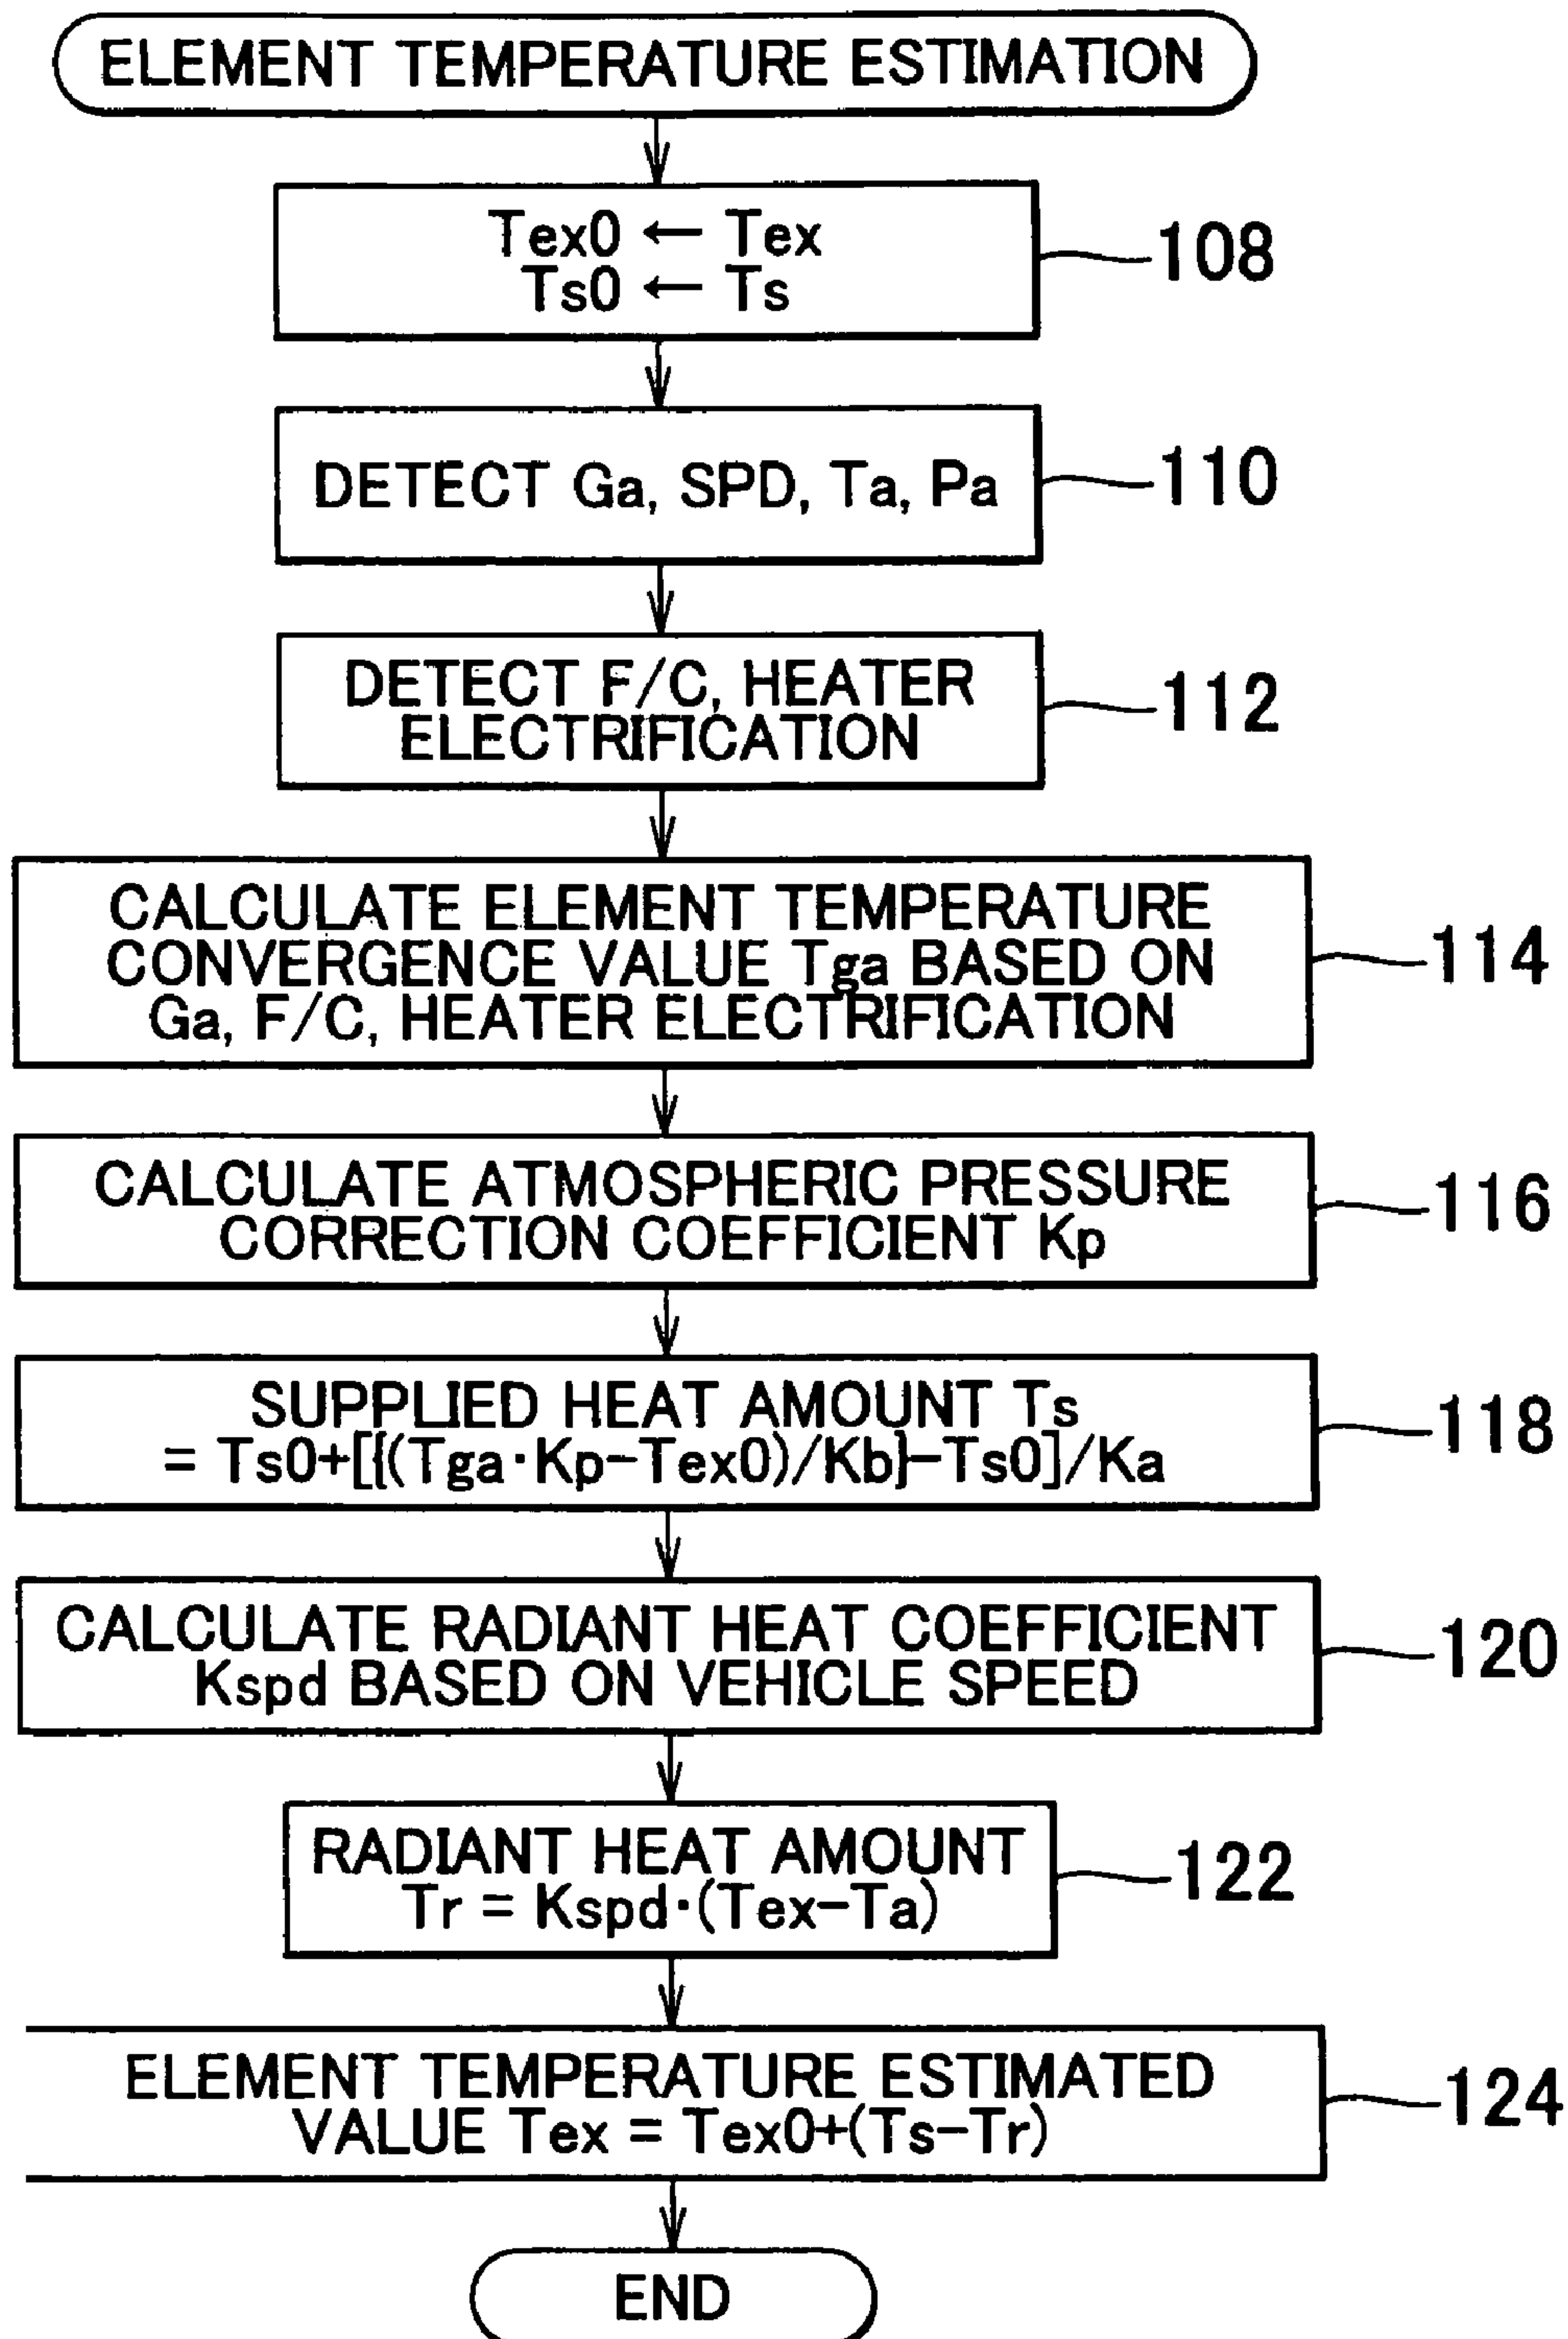 ELEMENT TEMPERATURE ESTIMATION
Tex0 ← Tex
Ts0 ← Ts
108
DETECT Ga, SPD, Ta, Pa
110
DETECT F/C, HEATER
ELECTRIFICATION
112
CALCULATE ELEMENT TEMPERATURE
CONVERGENCE VALUE Tga BASED ON
Ga, F/C, HEATER ELECTRIFICATION
114
CALCULATE ATMOSPHERIC PRESSURE
CORRECTION COEFFICIENT Kp
116
SUPPLIED HEAT AMOUNT Ts
= Ts0+[{(Tga·Kp-Tex0)/Kb}-Ts0]/Ka
118
CALCULATE RADIANT HEAT COEFFICIENT
Kspd BASED ON VEHICLE SPEED
120
RADIANT HEAT AMOUNT
Tr = Kspd·(Tex-Ta)
122
ELEMENT TEMPERATURE ESTIMATED
VALUE Tex = Tex0+(Ts-Tr)
124
END